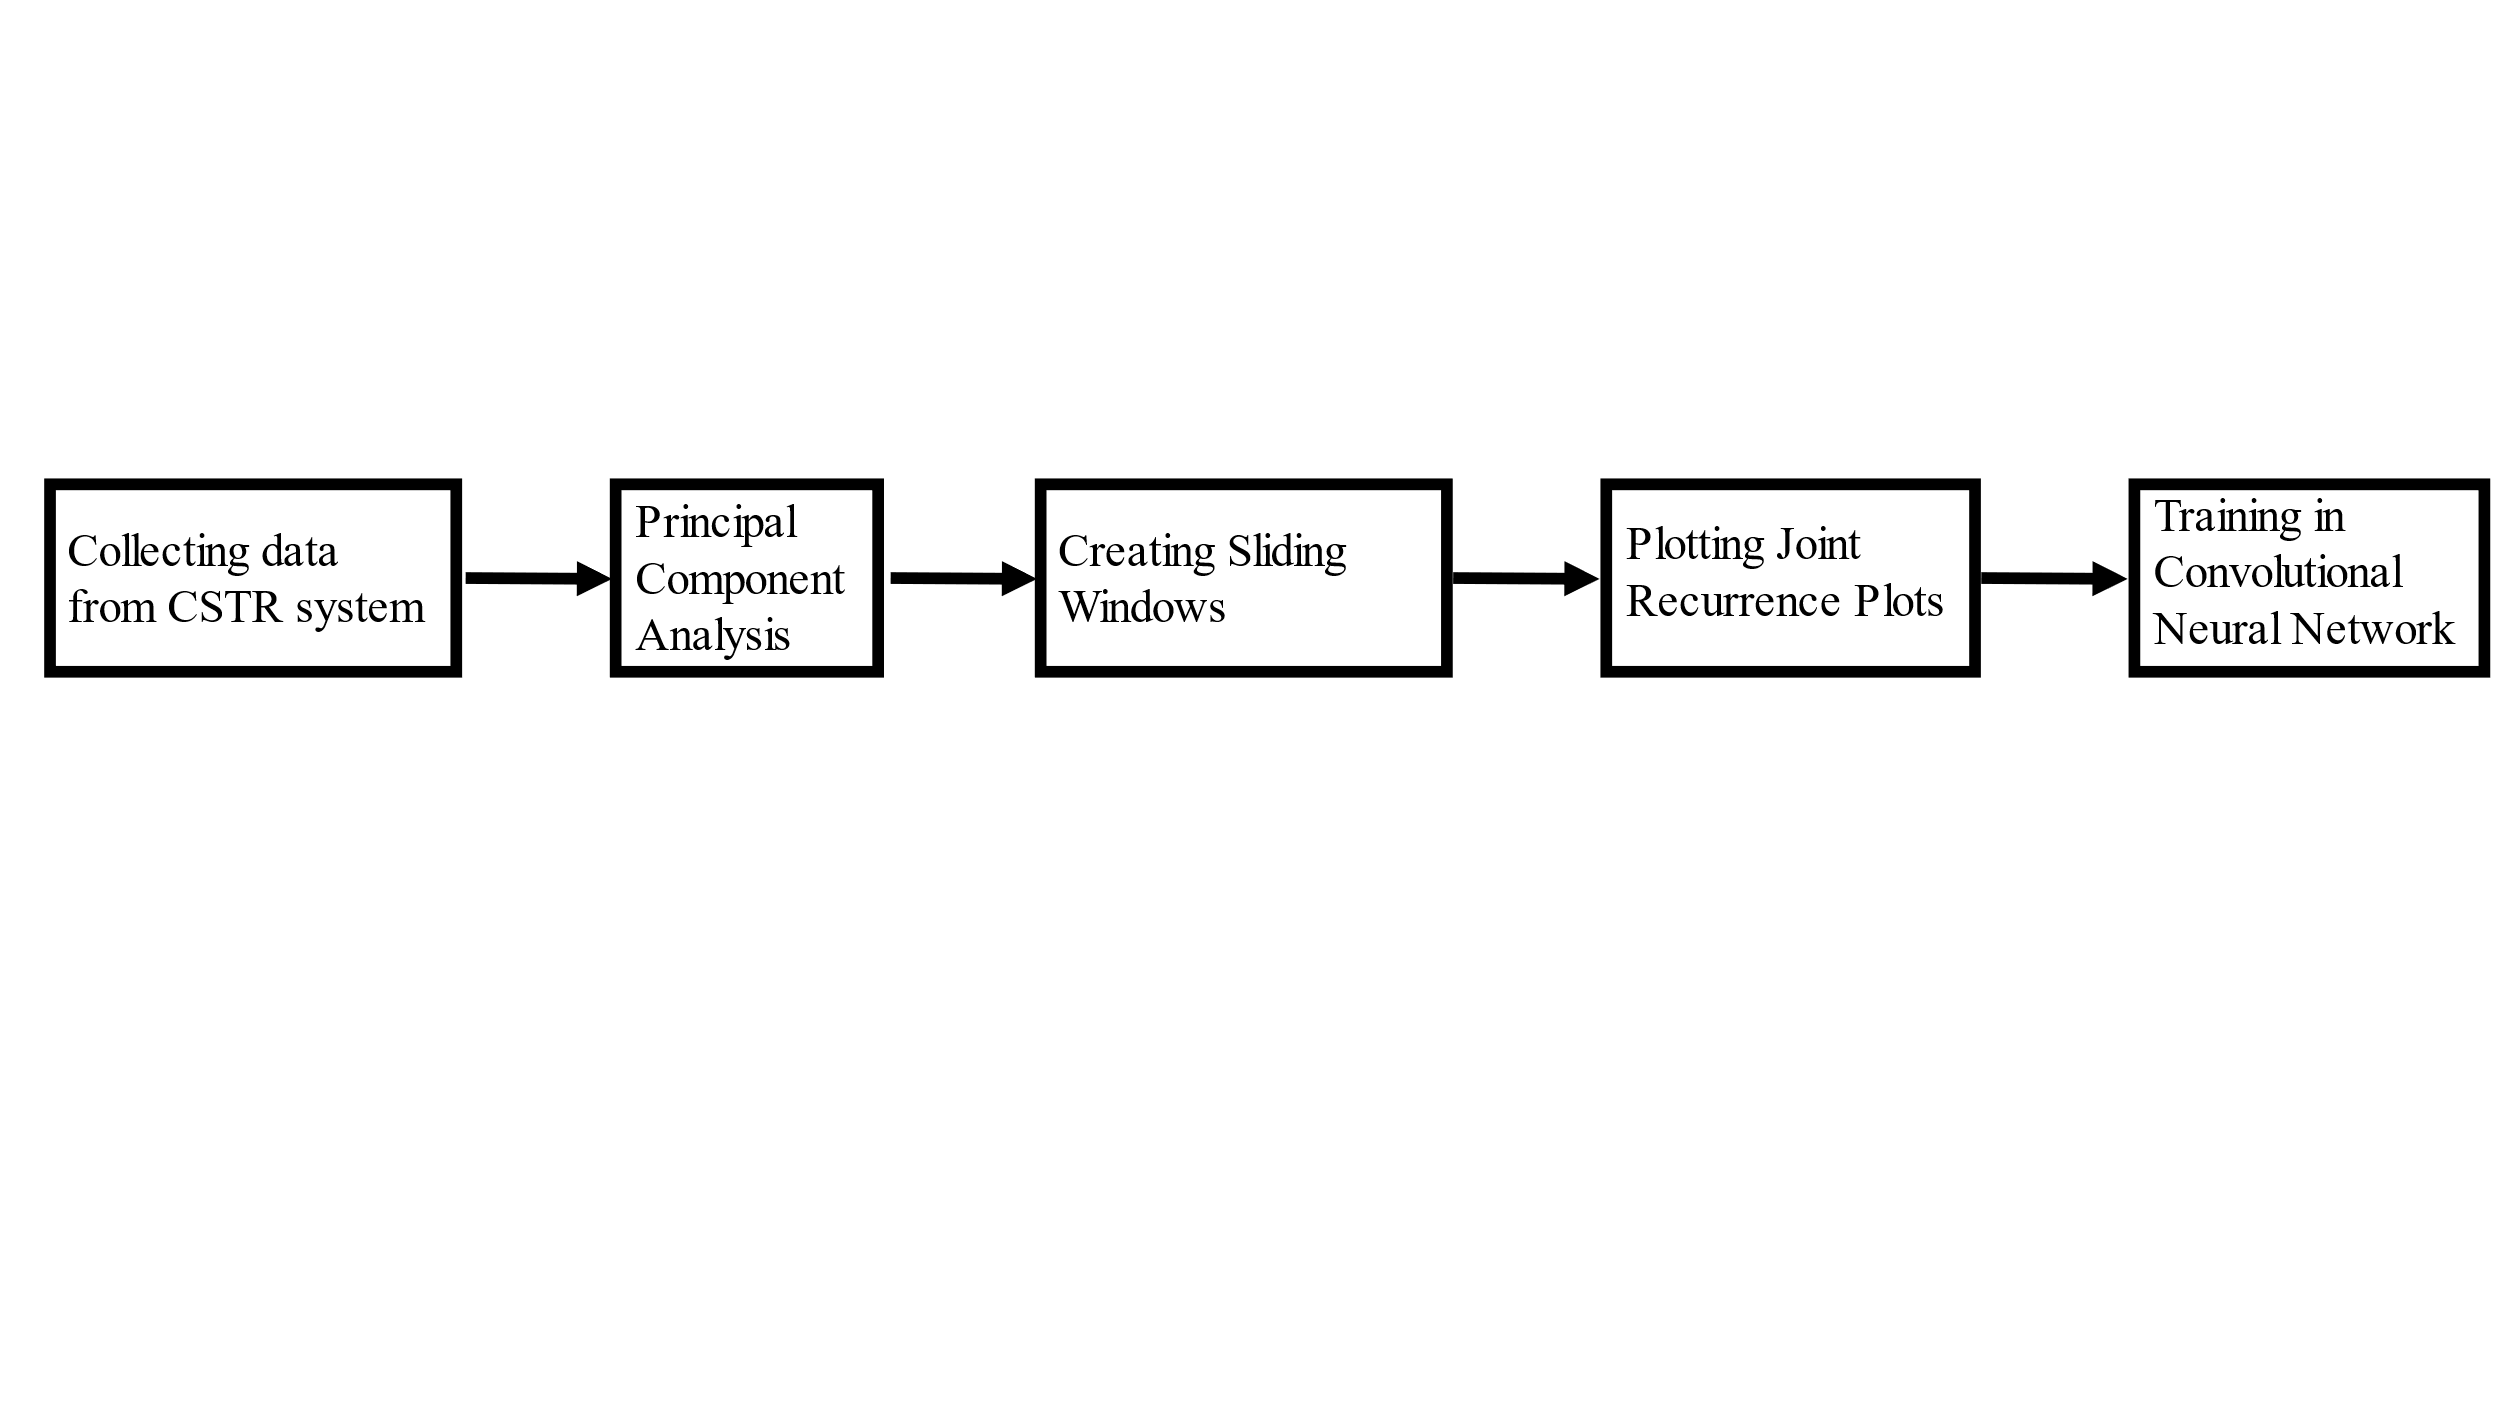 Collecting data
from CSTR system
Principal
Component
Analysis
Creating Sliding
Windows
Plotting Joint
Recurrence Plots
Training in
Convolutional
Neural Network